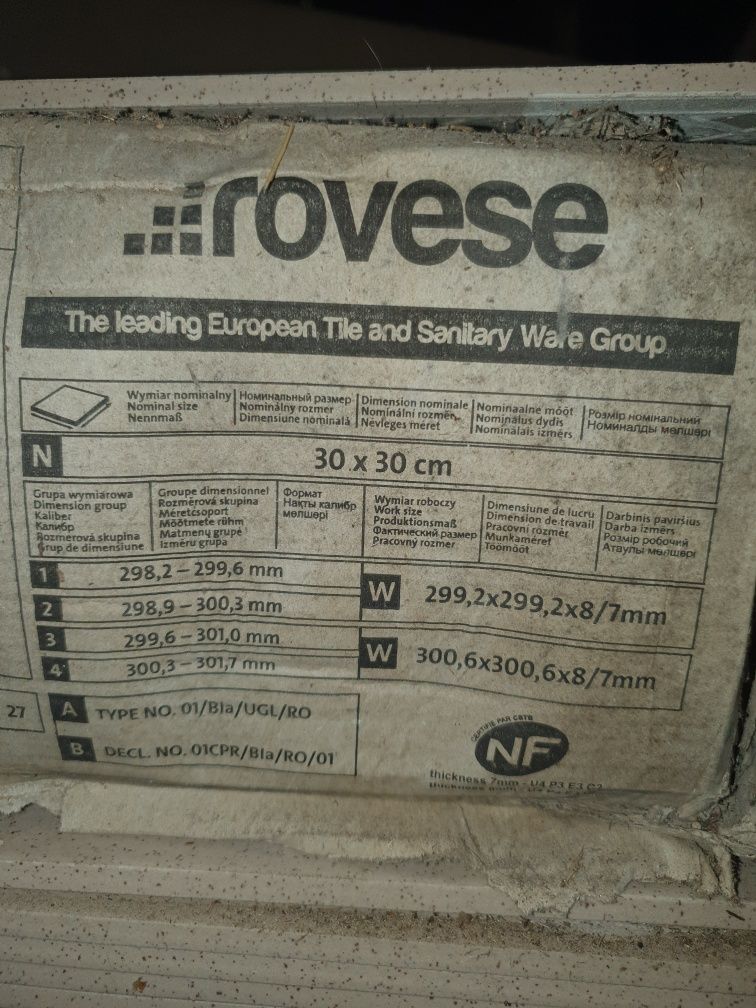 rovese
The leading European Tile and Sanitary Ware Group
Wymiar nominalny
Nominal size
Nennmaß
Номинальный размер
Nominálny rozmer
Dimensiune nominală
Dimension nominale
Nominální rozměr
Névleges méret
Nominaalne mõõt
Nominalus dydis
Nominālais izmērs
Розмір номінальний
Номиналды мөлшері
N
30 x 30 cm
Grupa wymiarowa
Dimension group
Kaliber
Калибр
Rozmerová skupina
Grup de dimensiune
Groupe dimensionnel
Rozměrová skupina
Méretcsoport
Mõõtmete rühm
Matmenų grupė
Izmēru grupa
Формат
Нақты калибр
мөлшері
Wymiar roboczy
Work size
Produktionsmaß
Фактический размер
Pracovný rozmer
Dimensiune de lucru
Dimension de travail
Pracovní rozměr
Munkaméret
Töömõõt
Darbinis paviršius
Darba izmērs
Розмір робочий
Атаулы мөлшері
1 298,2 – 299,6 mm
2 298,9 – 300,3 mm
W 299,2x299,2x8/7mm
3 299,6 – 301,0 mm
4 300,3 – 301,7 mm
W 300,6x300,6x8/7mm
27
A TYPE NO. 01/BIa/UGL/RO
B DECL. NO. 01CPR/BIa/RO/01
CERTIFIÉ PAR CSTB
NF
thickness 7mm - U4 P3 E3 C2